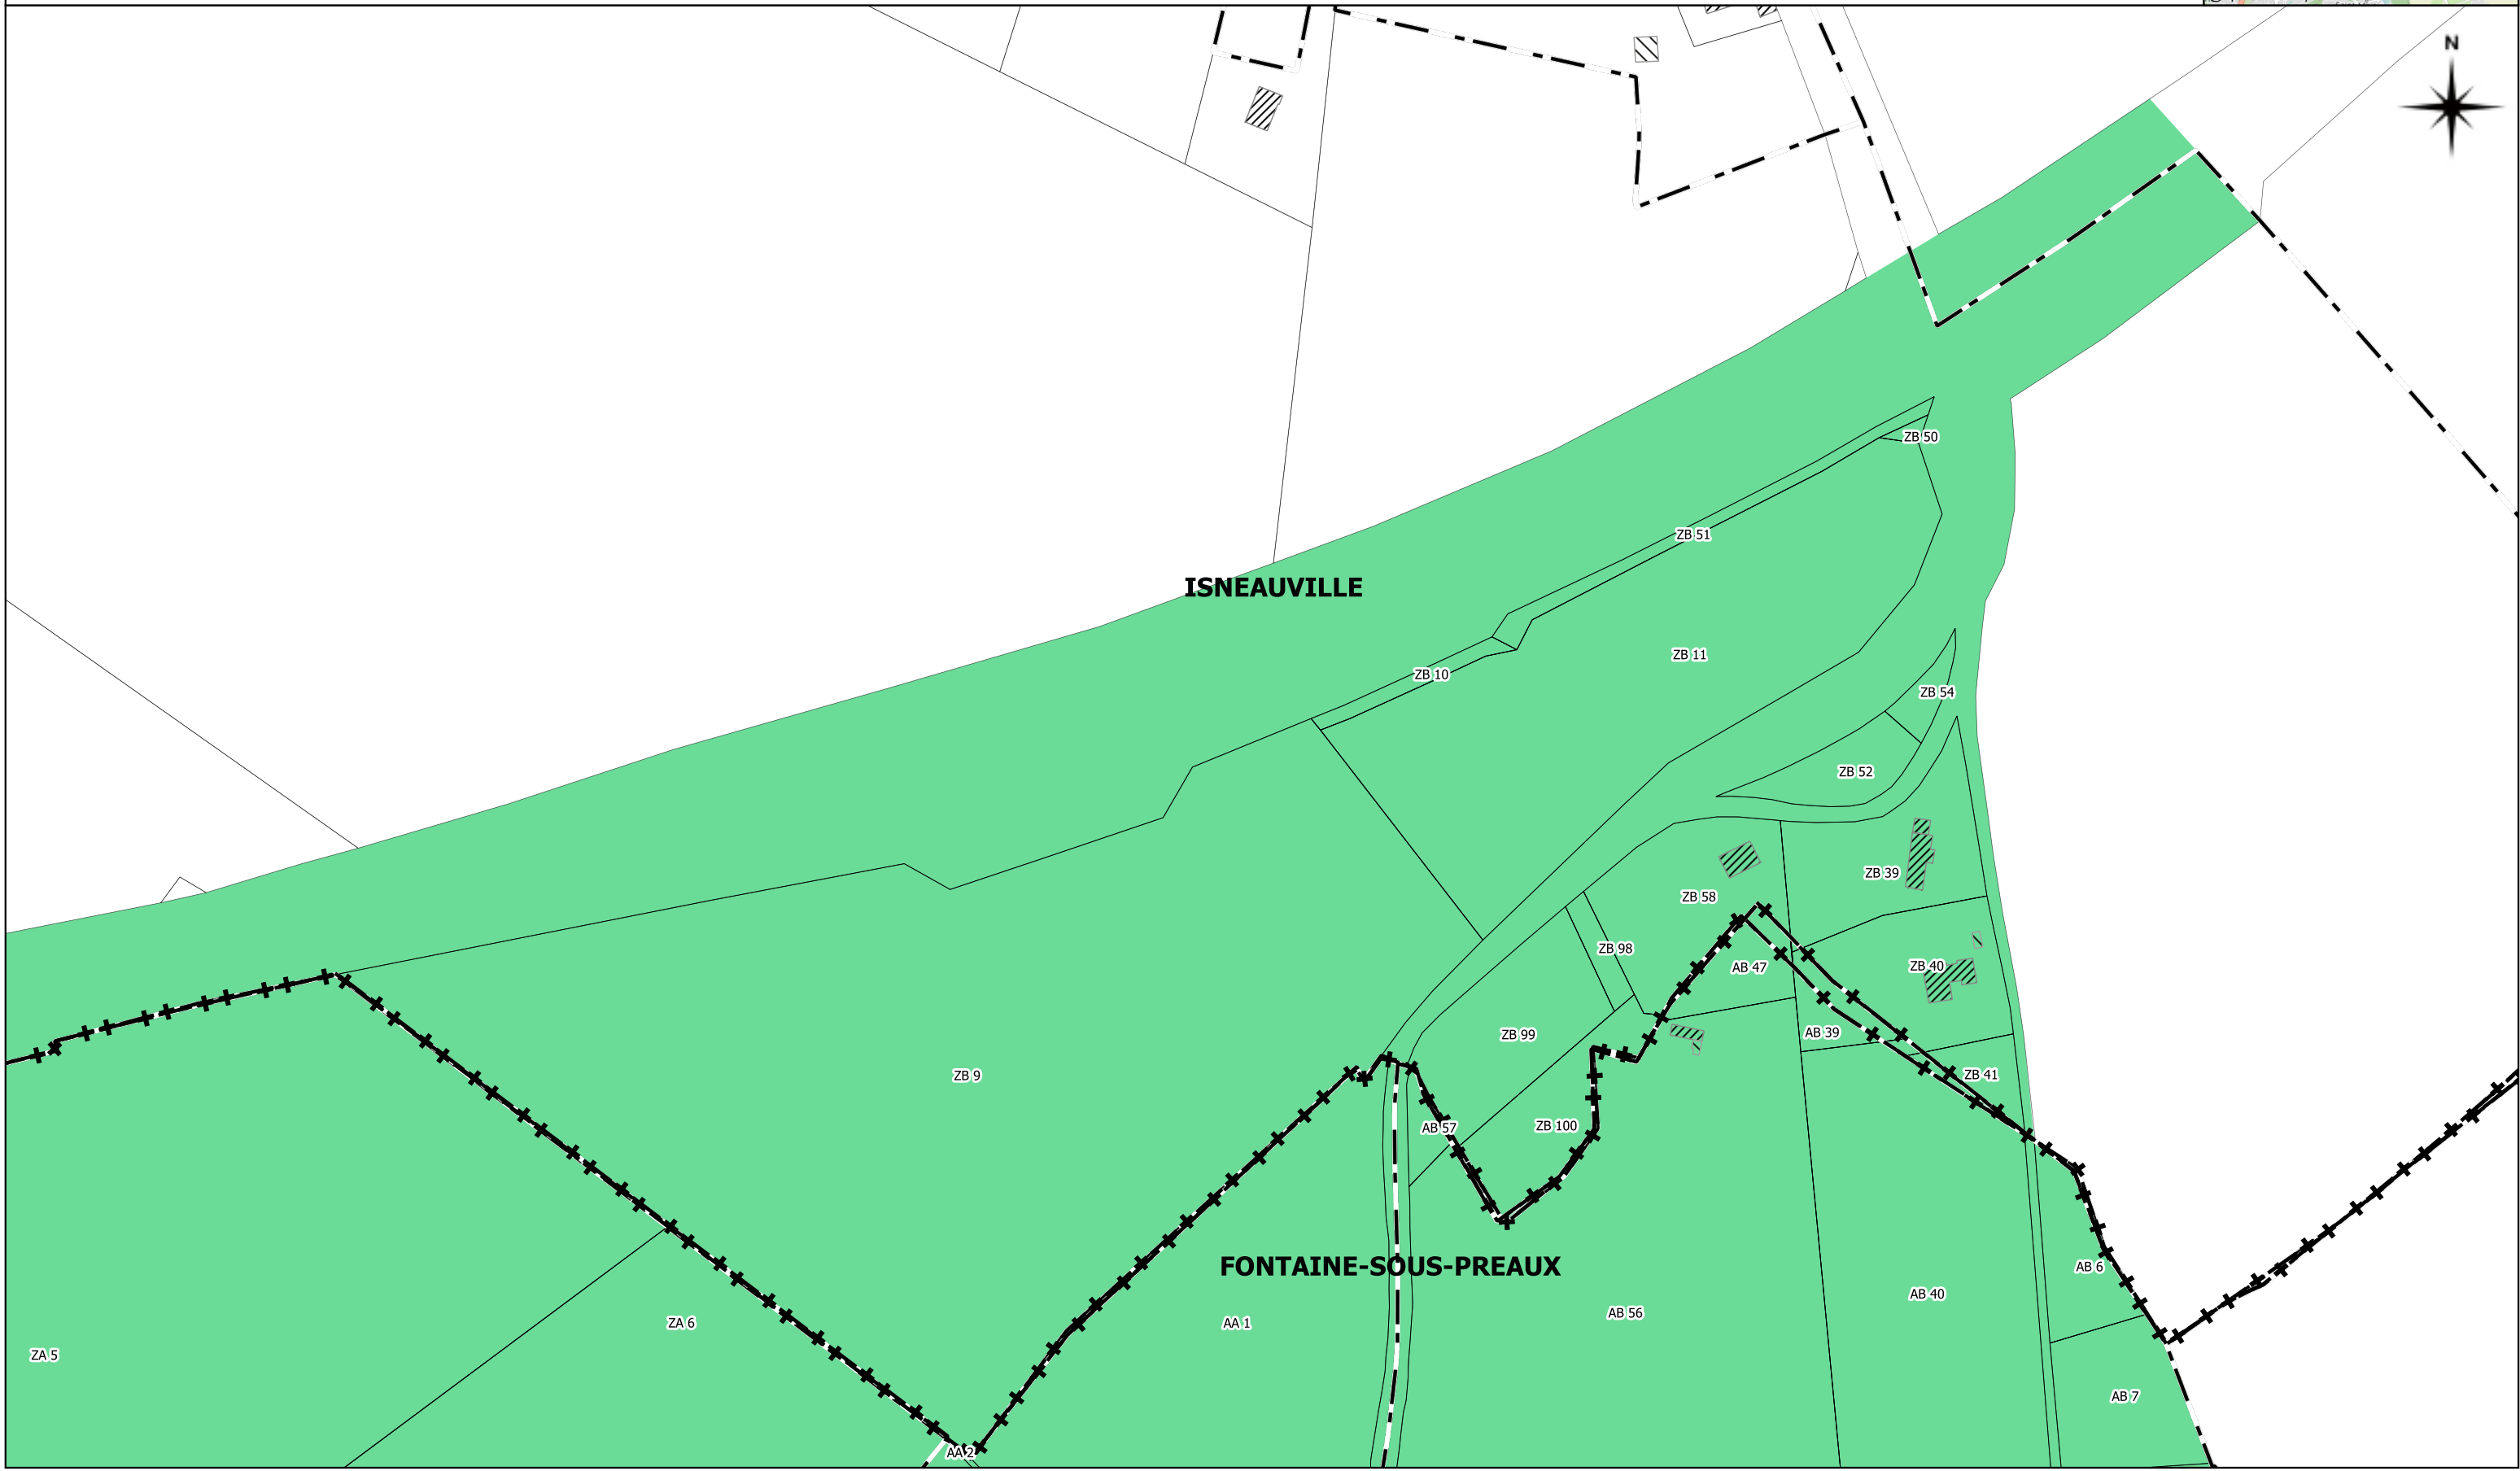 N
ZB 50
ZB 51
ISNEAUVILLE
ZB 11
ZB 10
ZB 54
ZB 52
ZB 39
ZB 58
ZB 98
AB 47
ZB 40
ZB 99
AB 39
ZB 9
ZB 41
AB 57
ZB 100
FONTAINE-SOUS-PREAUX
AB 6
AB 40
AB 56
ZA 6
AA 1
ZA 5
AB 7
AA 2